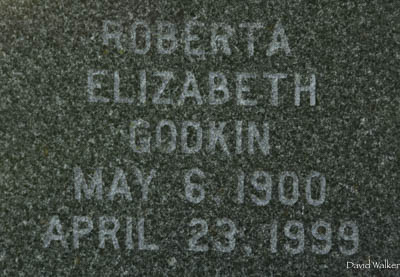 ROBERTA
ELIZABETH
GODKIN
MAY 6, 1900
APRIL 23, 1999
David Walker